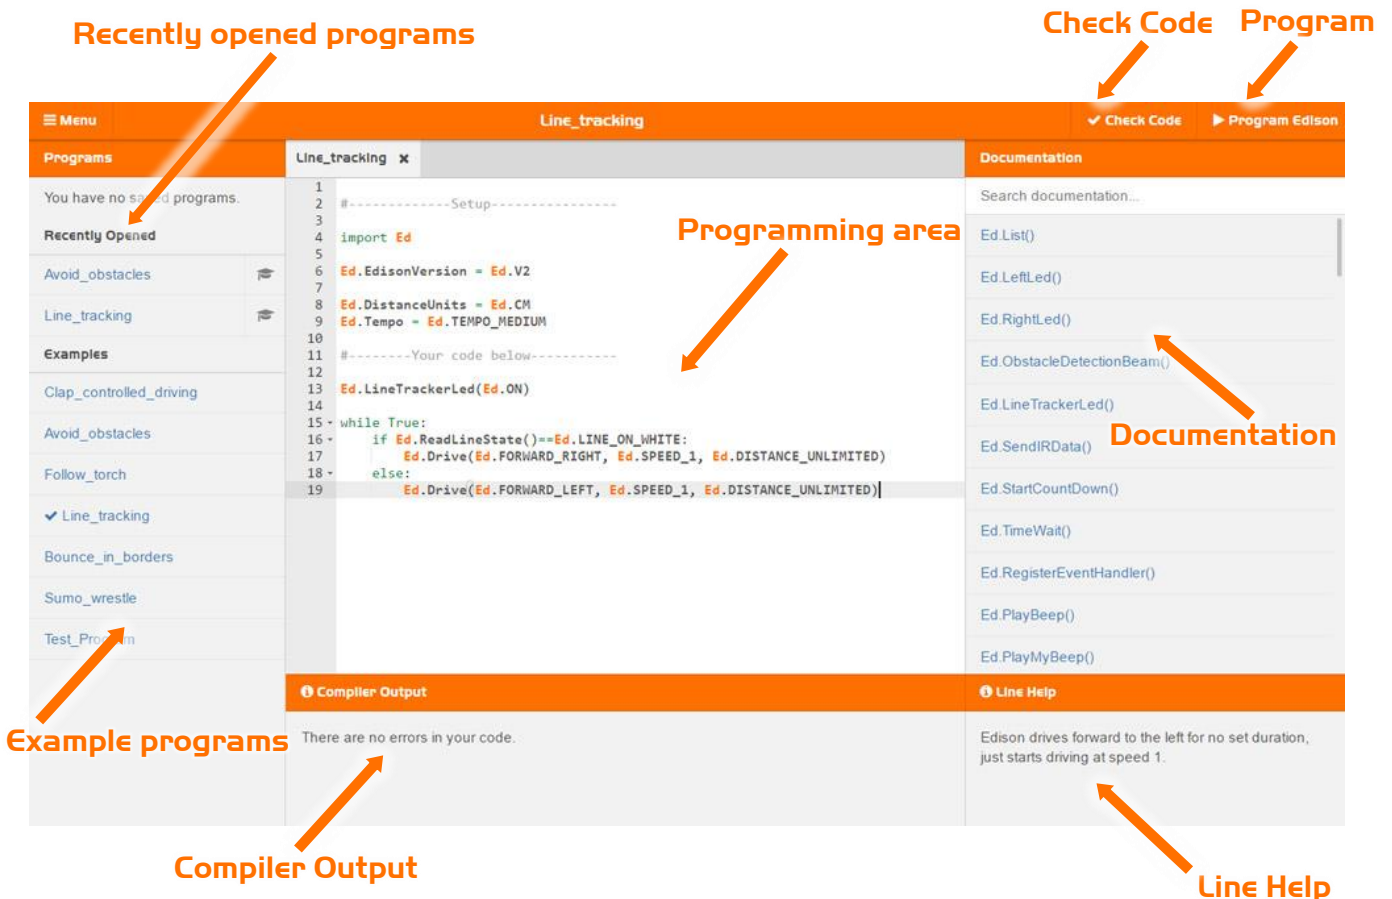 Recently opened programs
Check Code
Program
Menu
Line_tracking
Check Code
Program Edison
Programs
Line_tracking x
Documentation
You have no saved programs.
Recently Opened
Avoid_obstacles
Line_tracking
Examples
Clap_controlled_driving
Avoid_obstacles
Follow_torch
Line_tracking
Bounce_in_borders
Sumo_wrestle
Test_Program
Example programs
1
2 #-------------Setup----------------
3
4 import Ed
5
6 Ed.EdisonVersion = Ed.V2
7
8 Ed.DistanceUnits = Ed.CM
9 Ed.Tempo = Ed.TEMPO_MEDIUM
10
11 #--------Your code below-----------
12
13 Ed.LineTrackerLed(Ed.ON)
14
15 while True:
16 if Ed.ReadLineState()==Ed.LINE_ON_WHITE:
17 Ed.Drive(Ed.FORWARD_RIGHT, Ed.SPEED_1, Ed.DISTANCE_UNLIMITED)
18 else:
19 Ed.Drive(Ed.FORWARD_LEFT, Ed.SPEED_1, Ed.DISTANCE_UNLIMITED)
Programming area
Search documentation...
Ed.List()
Ed.LeftLed()
Ed.RightLed()
Ed.ObstacleDetectionBeam()
Ed.LineTrackerLed()
Documentation
Ed.SendIRData()
Ed.StartCountDown()
Ed.TimeWait()
Ed.RegisterEventHandler()
Ed.PlayBeep()
Ed.PlayMyBeep()
Compiler Output
There are no errors in your code.
Compiler Output
Line Help
Edison drives forward to the left for no set duration,
just starts driving at speed 1.
Line Help